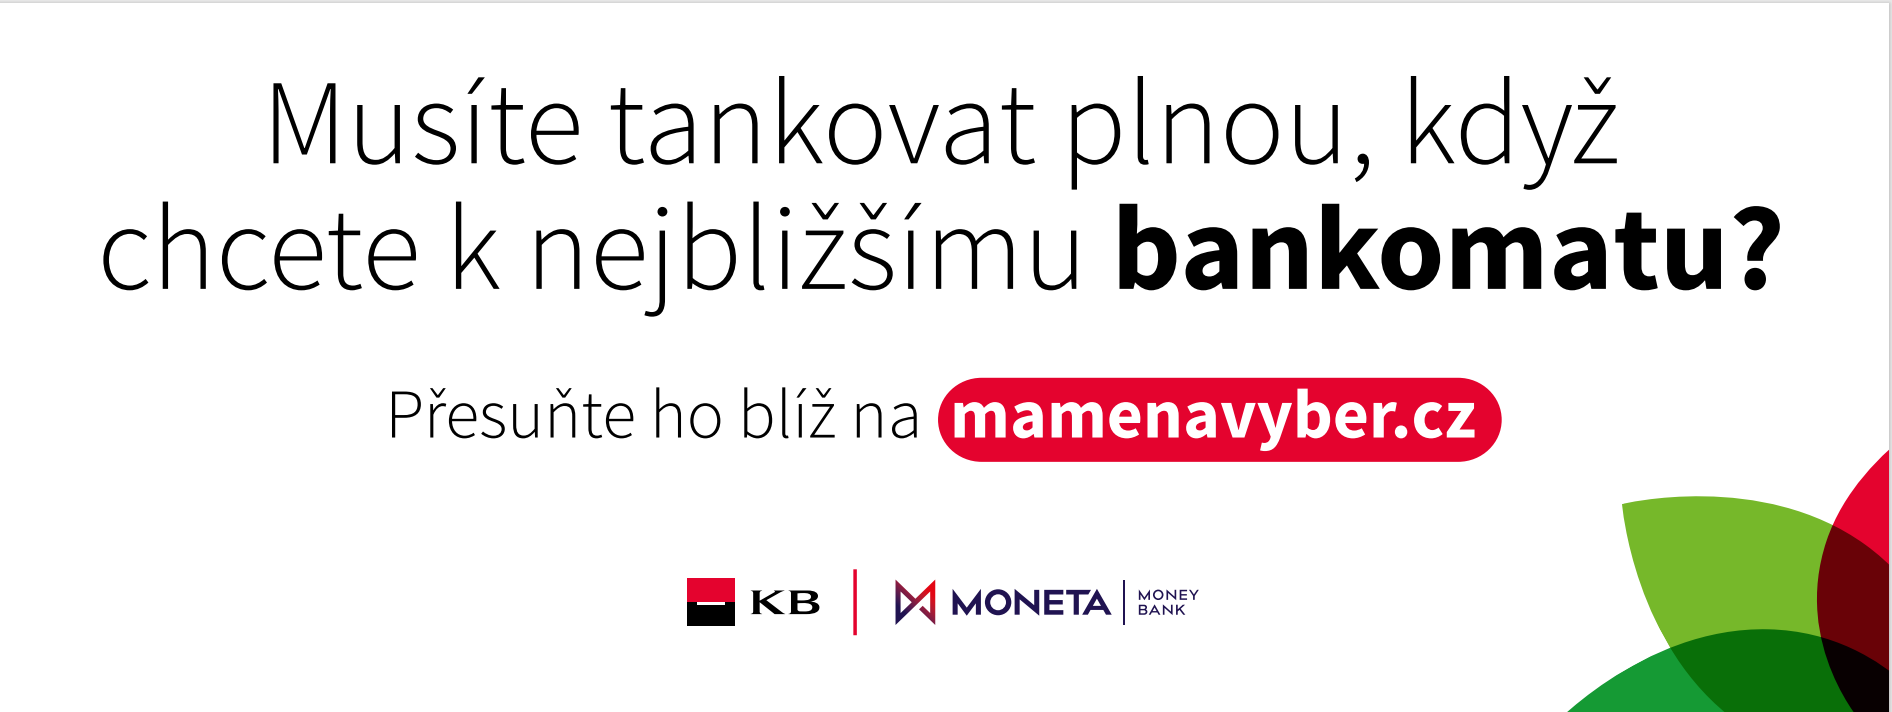 Musíte tankovat plnou, když
chcete k nejbližšímu bankomatu?
Přesuňte ho blíž na mamenavyber.cz
KB
MONETA
MONEY
BANK